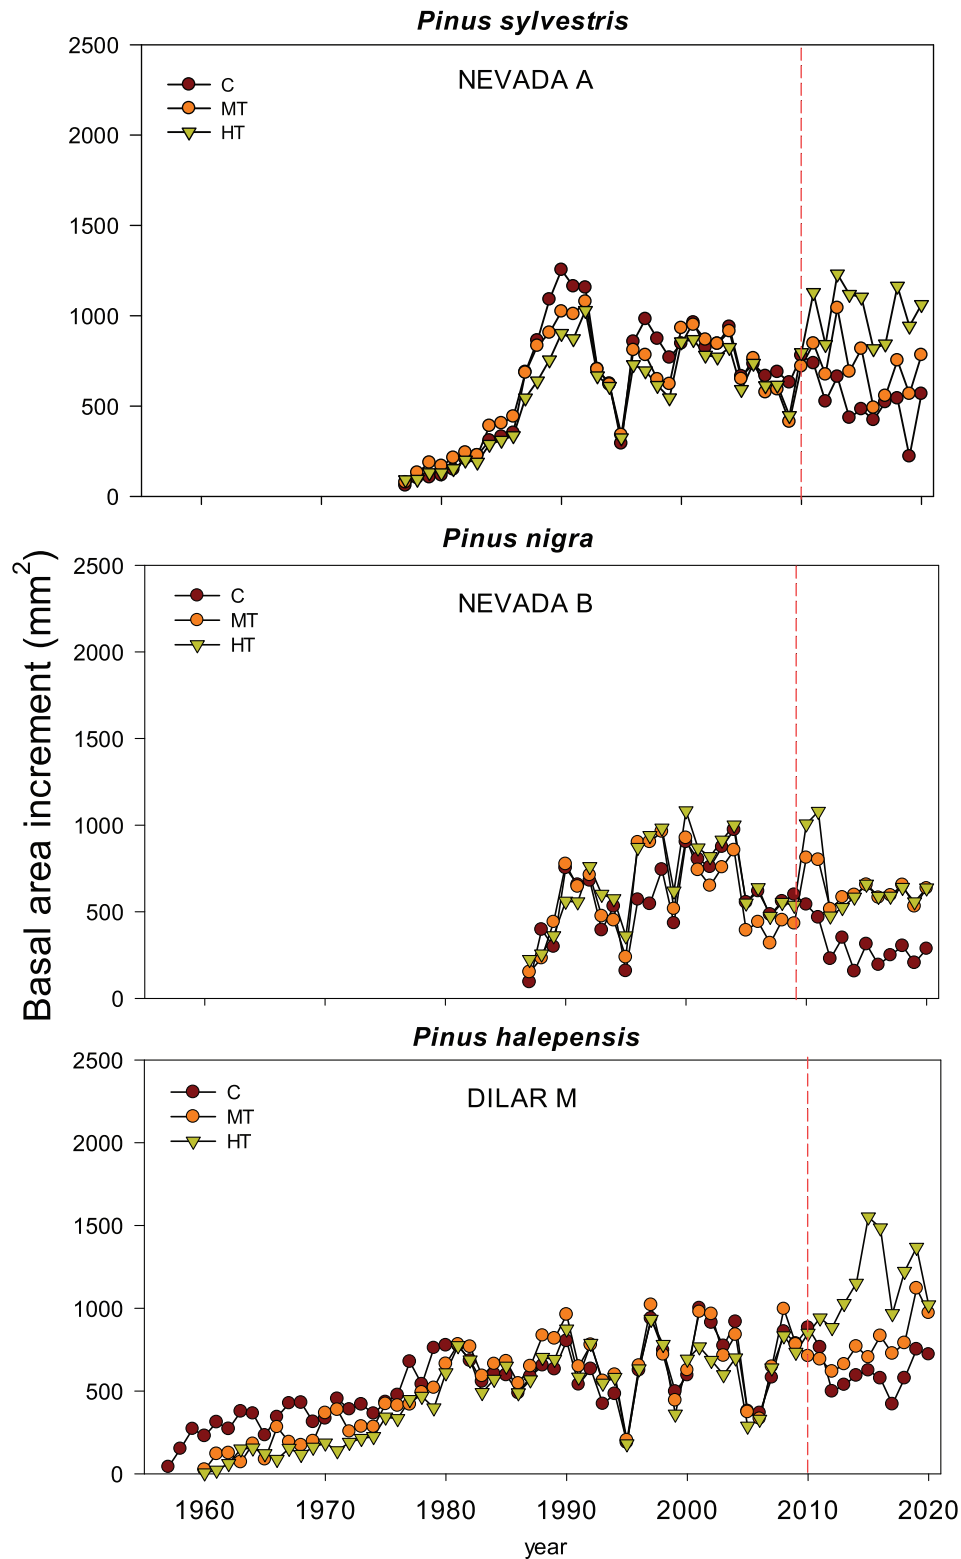 Pinus sylvestris
2500
2000
1500
1000
500
0
NEVADA A
C
MT
HT
Pinus nigra
2500
2000
1500
1000
500
0
NEVADA B
C
MT
HT
Basal area increment (mm²)
Pinus halepensis
2500
2000
1500
1000
500
0
DILAR M
C
MT
HT
1960 1970 1980 1990 2000 2010 2020
year